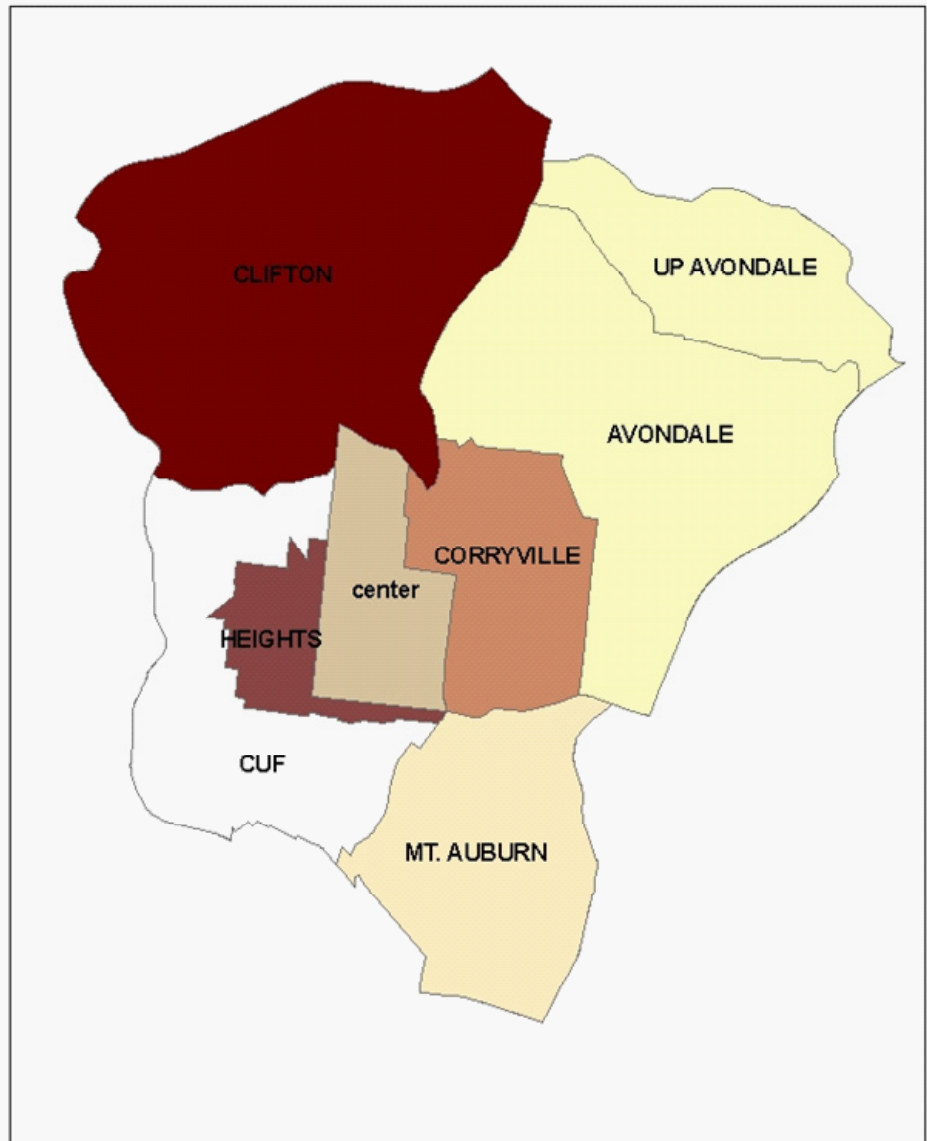 CLIFTON
UP AVONDALE
AVONDALE
CORRYVILLE
center
HEIGHTS
CUF
MT. AUBURN